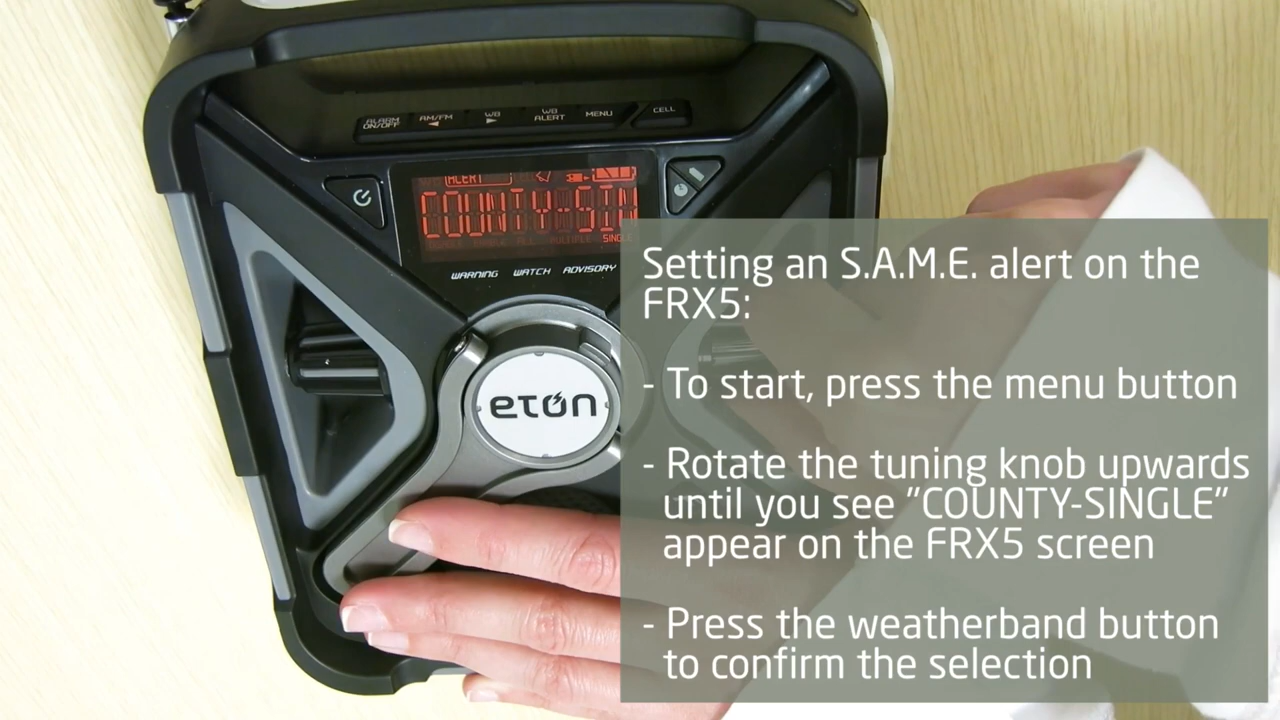 ALARM
ON/OFF
AM/FM
WB
WB
ALERT
MENU
CELL
ALERT
COUNTY-SIN
ALL MULTIPLE SINGLE
WARNING WATCH ADVISORY
etón
Setting an S.A.M.E. alert on the
FRX5:
- To start, press the menu button
- Rotate the tuning knob upwards
until you see "COUNTY-SINGLE"
appear on the FRX5 screen
- Press the weatherband button
to confirm the selection